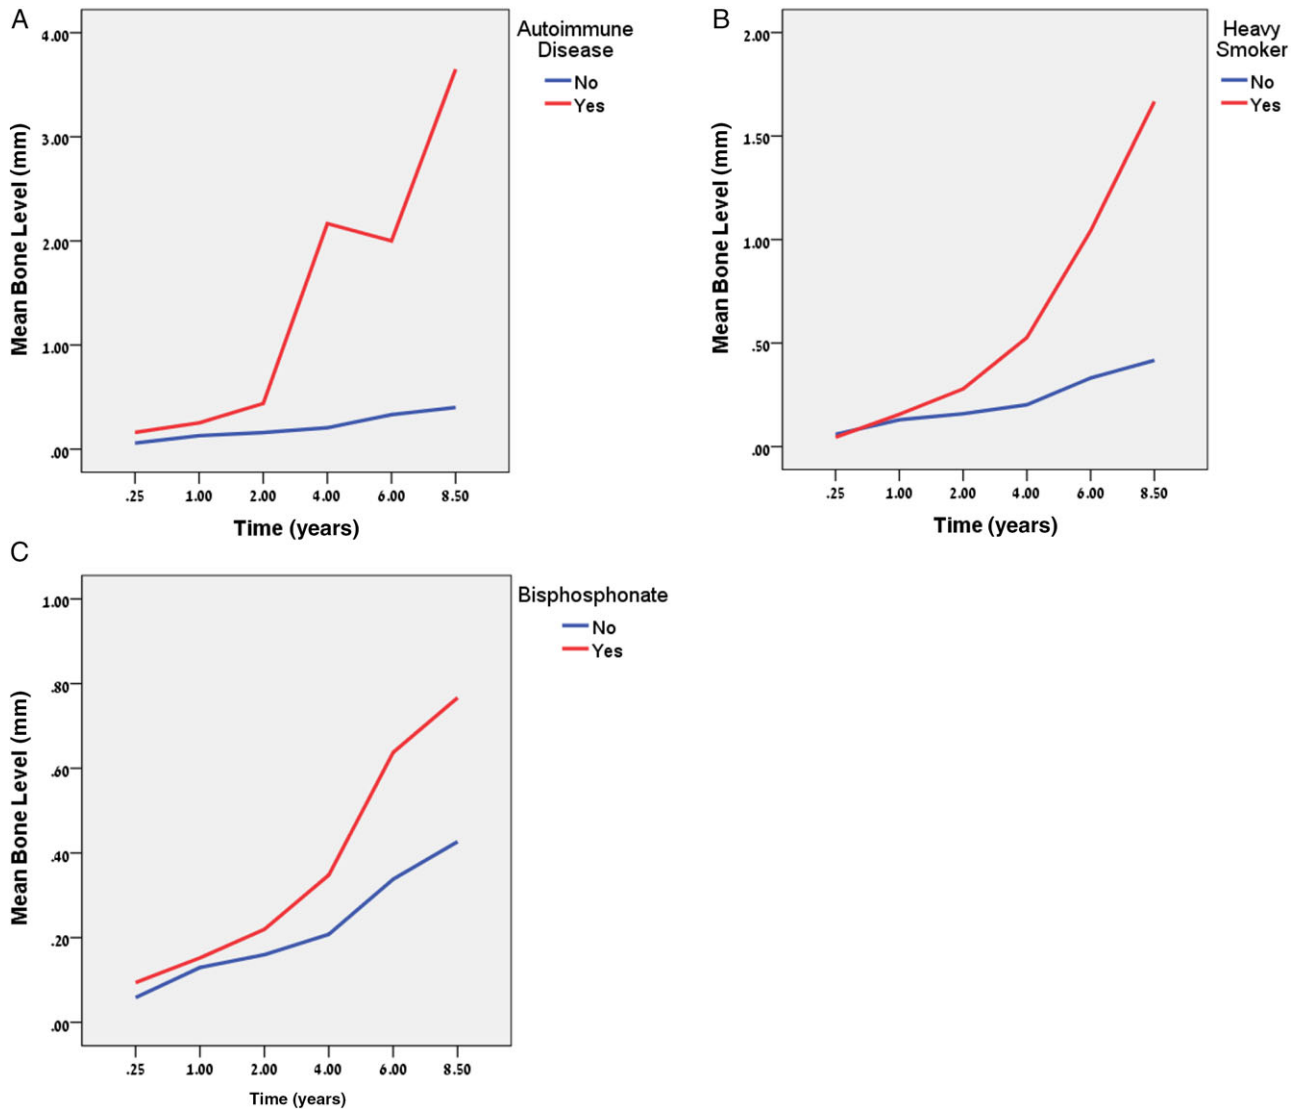 A
Autoimmune
Disease
No
Yes
Mean Bone Level (mm)
4.00
3.00
2.00
1.00
.00
.25 1.00 2.00 4.00 6.00 8.50
Time (years)
B
Heavy
Smoker
No
Yes
Mean Bone Level (mm)
2.00
1.50
1.00
.50
.00
.25 1.00 2.00 4.00 6.00 8.50
Time (years)
C
Bisphosphonate
No
Yes
Mean Bone Level (mm)
1.00
.80
.60
.40
.20
.00
.25 1.00 2.00 4.00 6.00 8.50
Time (years)